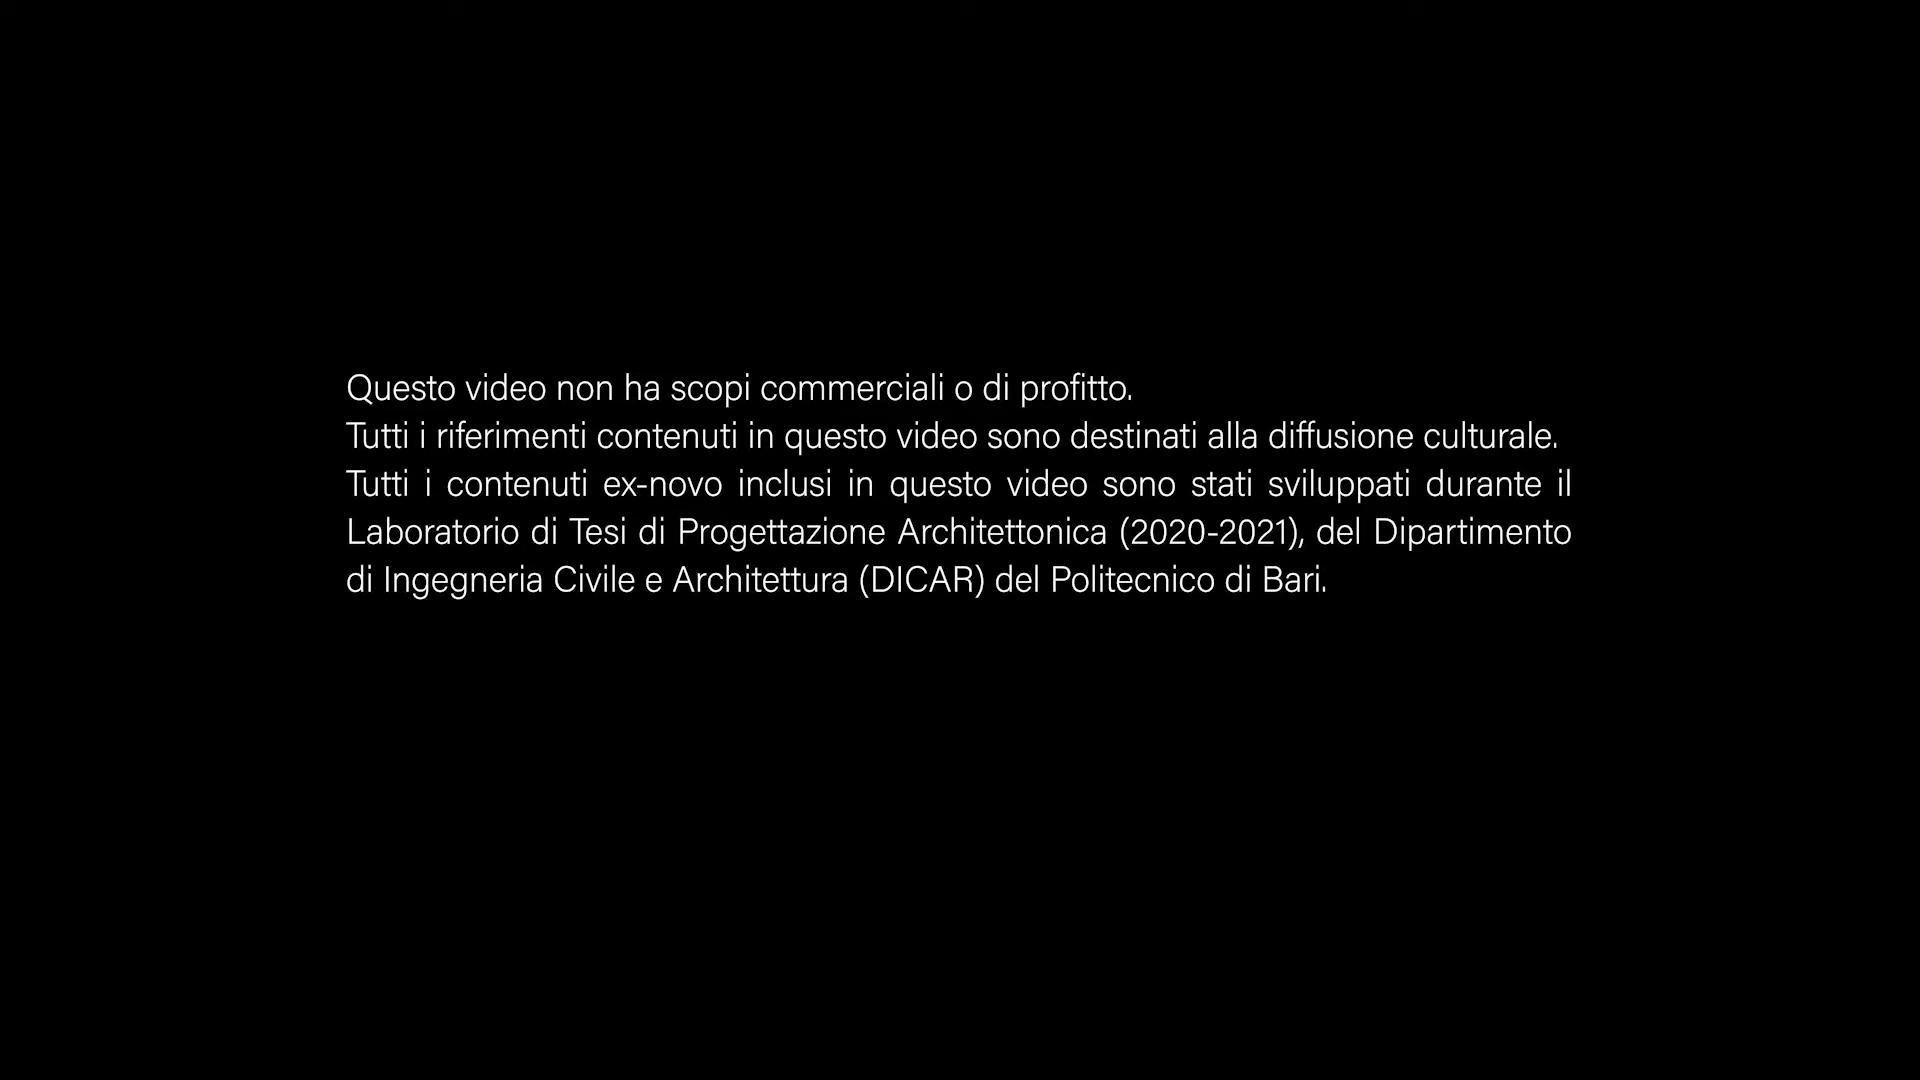 Questo video non ha scopi commerciali o di profitto.
Tutti i riferimenti contenuti in questo video sono destinati alla diffusione culturale.
Tutti i contenuti ex-novo inclusi in questo video sono stati sviluppati durante il
Laboratorio di Tesi di Progettazione Architettonica (2020-2021), del Dipartimento
di Ingegneria Civile e Architettura (DICAR) del Politecnico di Bari.